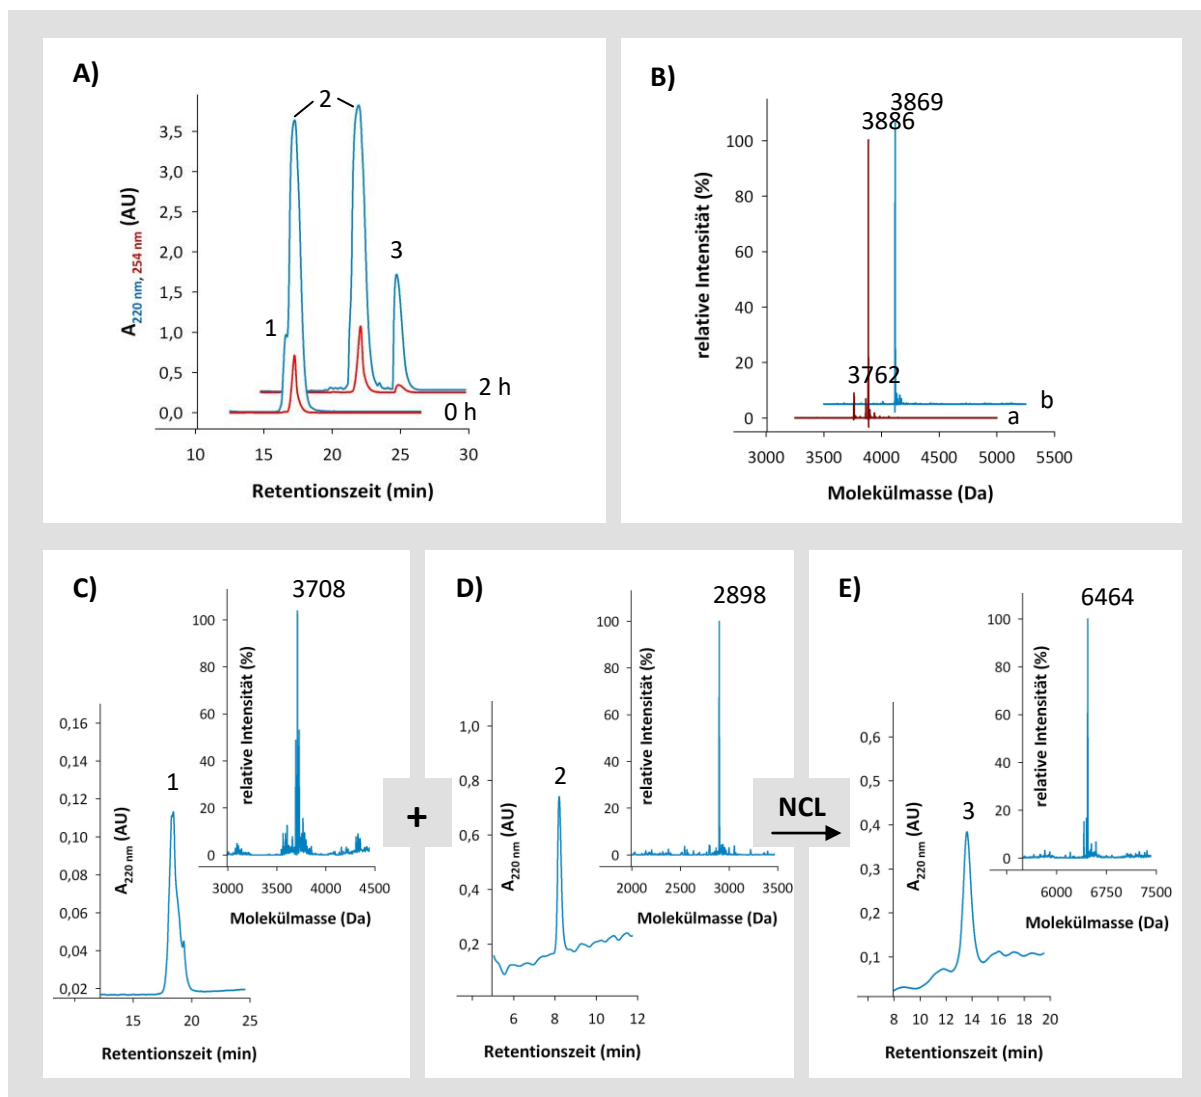 A)
2
3
1
2 h
0 h
3,5
3,0
2,5
2,0
1,5
1,0
0,5
0,0
A220 nm, 254 nm (AU)
10 15 20 25 30
Retentionszeit (min)
B)
3869
3886
3762
b
a
100
80
60
40
20
0
relative Intensität (%)
3000 3500 4000 4500 5000 5500
Molekülmasse (Da)
C)
3708
100
80
60
40
20
0
relative Intensität (%)
3000 3500 4000 4500
Molekülmasse (Da)
1
0,16
0,14
0,12
0,10
0,08
0,06
0,04
0,02
A220 nm (AU)
15 20 25
Retentionszeit (min)
+
D)
2898
100
80
60
40
20
0
relative Intensität (%)
2000 2500 3000 3500
Molekülmasse (Da)
2
1,0
0,8
0,6
0,4
0,2
A220 nm (AU)
6 8 10 12
Retentionszeit (min)
NCL
E)
6464
100
80
60
40
20
0
relative Intensität (%)
6000 6750 7500
Molekülmasse (Da)
3
0,6
0,5
0,4
0,3
0,2
0,1
A220 nm (AU)
8 10 12 14 16 18 20
Retentionszeit (min)